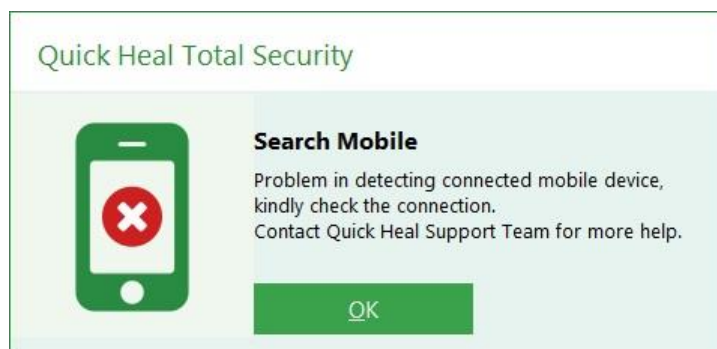 Quick Heal Total Security
Search Mobile
Problem in detecting connected mobile device,
kindly check the connection.
Contact Quick Heal Support Team for more help.
OK